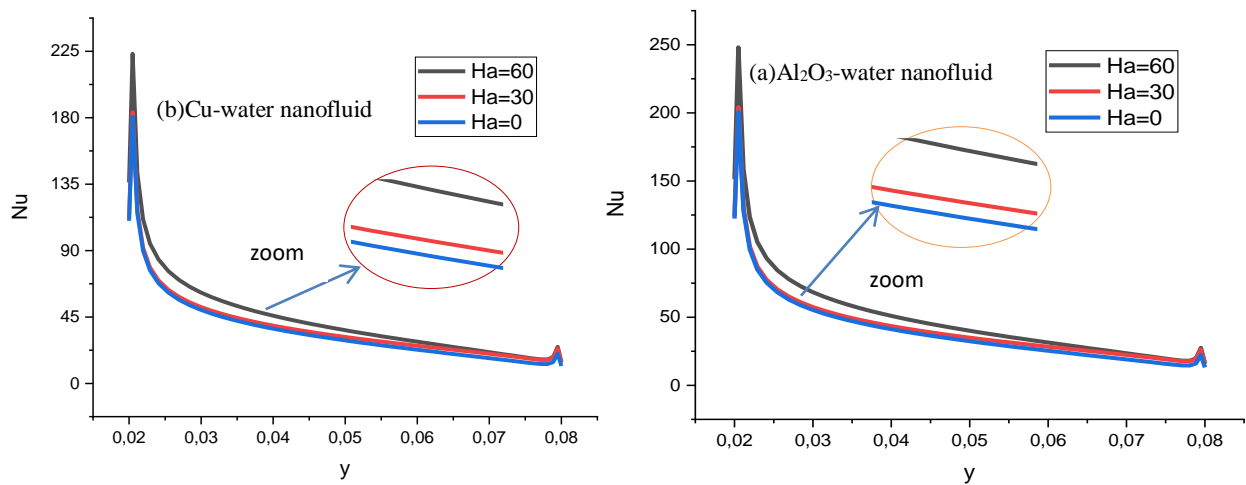 Ha=60
Ha=30
Ha=0
(b)Cu-water nanofluid
zoom
225
180
135
90
45
0
Nu
0,02 0,03 0,04 0,05 0,06 0,07 0,08
y
Ha=60
Ha=30
Ha=0
(a)Al₂O₃-water nanofluid
zoom
250
200
150
100
50
0
Nu
0,02 0,03 0,04 0,05 0,06 0,07 0,08
y